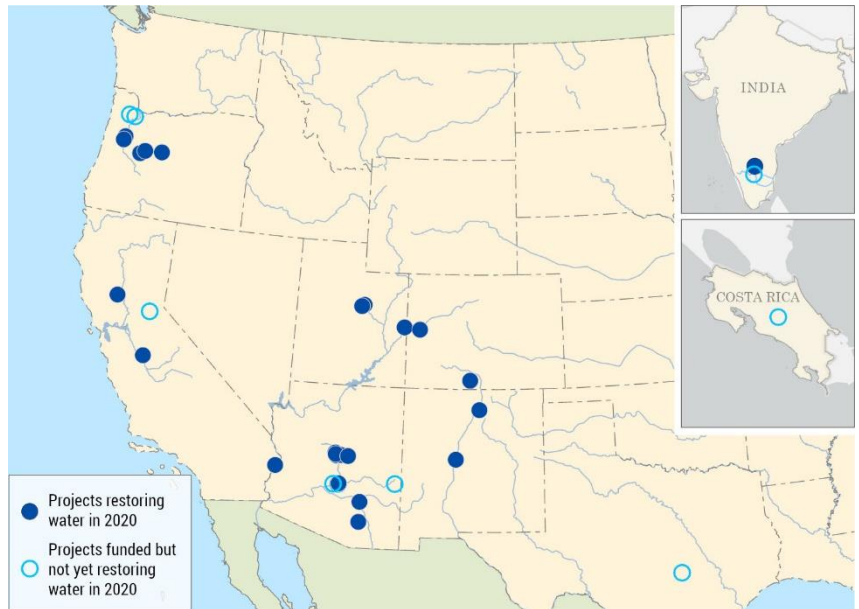 INDIA
COSTA RICA
Projects restoring
water in 2020
Projects funded but
not yet restoring
water in 2020